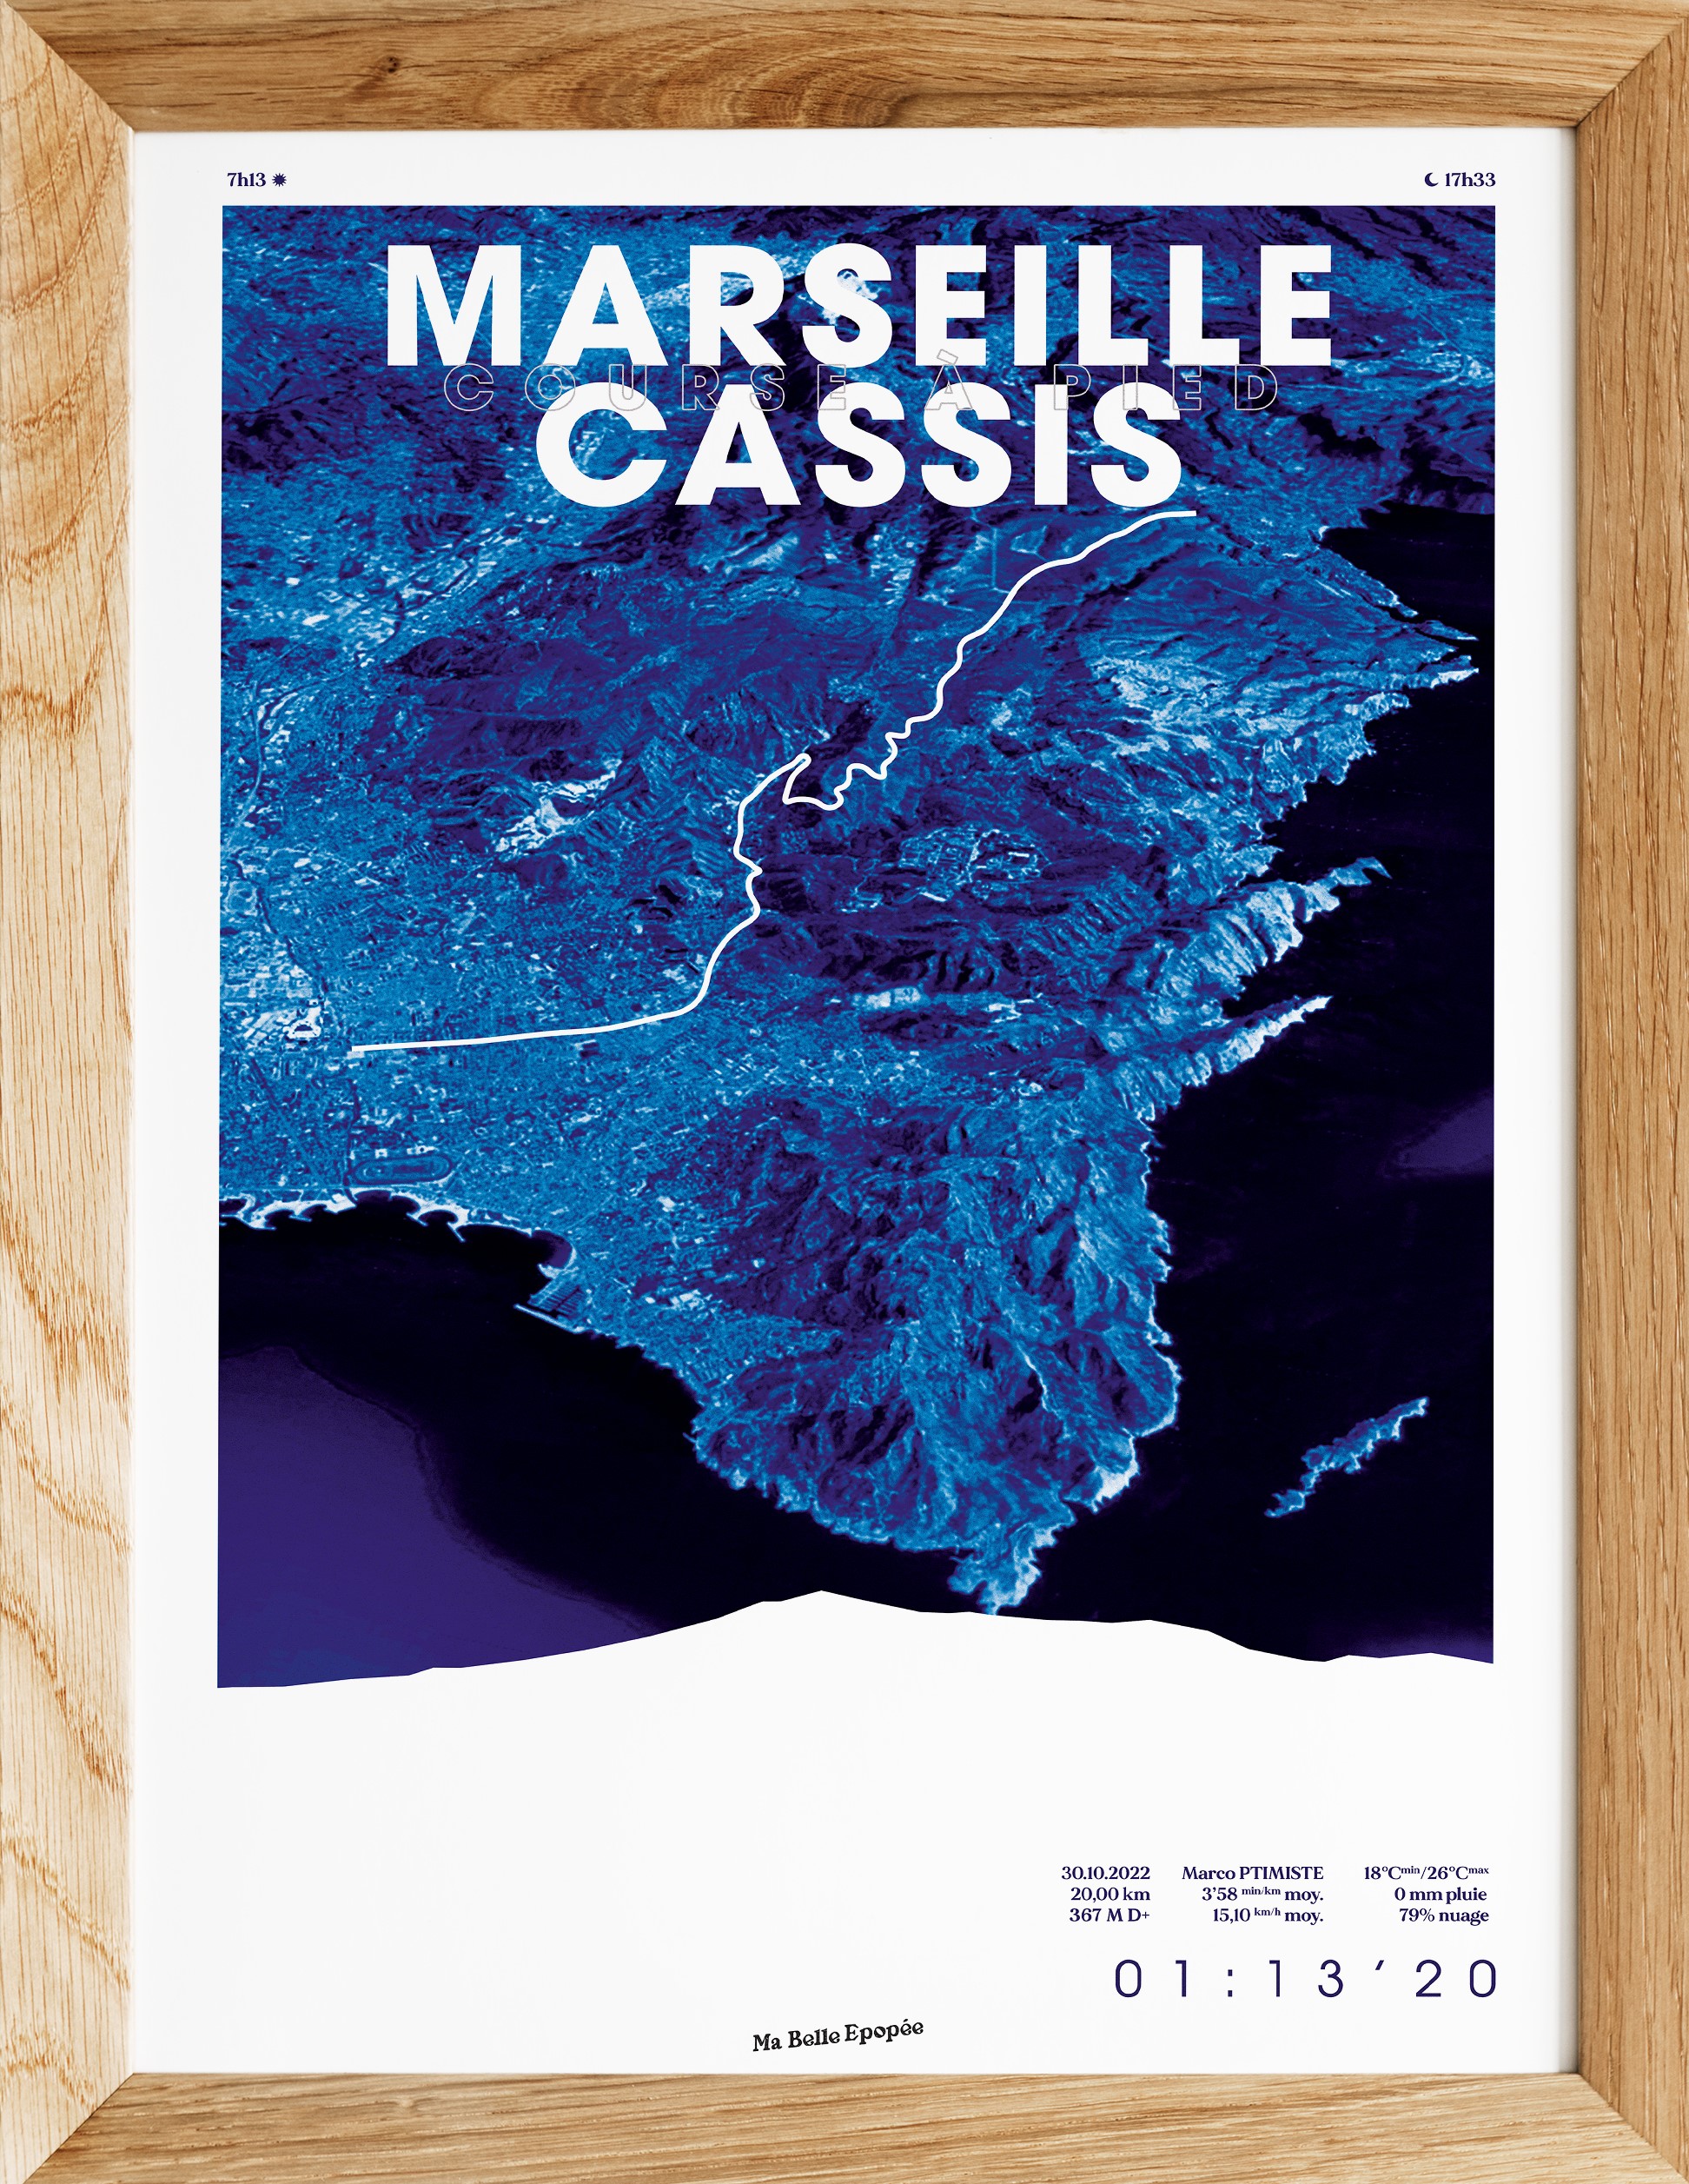 7h13
17h33
MARSEILLE
COURSE À PIED
CASSIS
30.10.2022
20,00 km
367 M D+
Marco PTIMISTE
3’58 min/km moy.
15,10 km/h moy.
18°Cmin/26°Cmax
0 mm pluie
79% nuage
01:13’20
Ma Belle Epopée